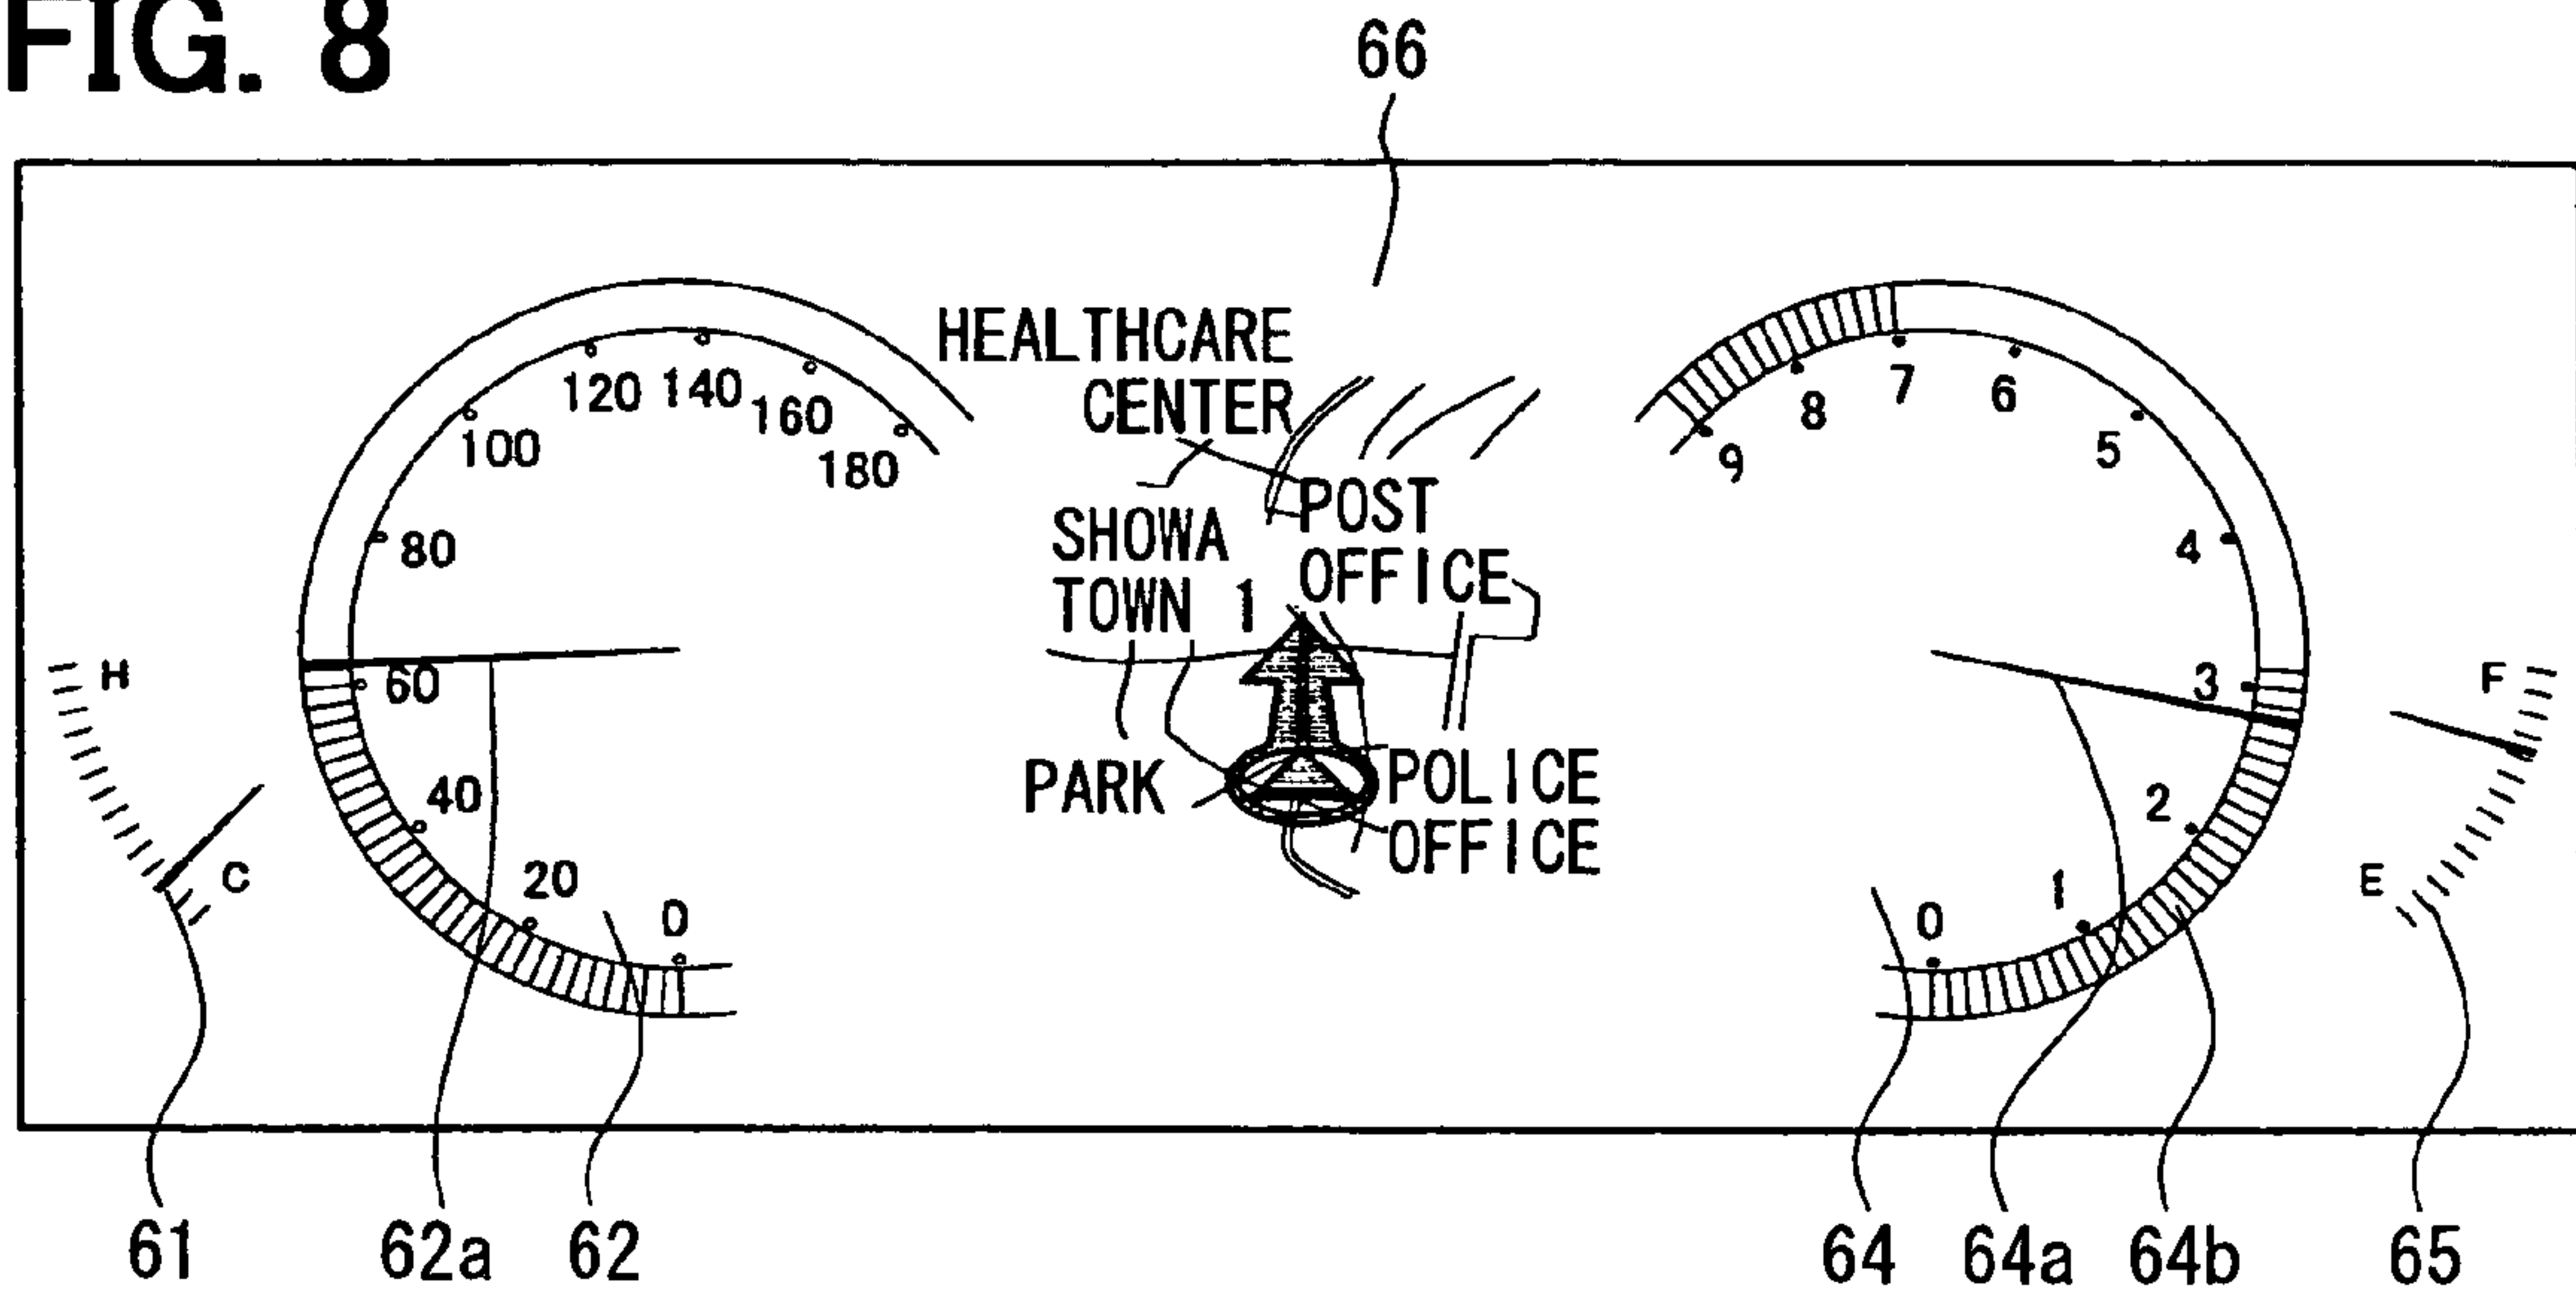 FIG. 8
66
HEALTHCARE
CENTER
120 140 160
100
180
80
60
40
20
0
H
C
SHOWA
TOWN 1
POST
OFFICE
PARK
POLICE
OFFICE
9
8
7
6
5
4
3
2
1
0
F
E
61
62a
62
64
64a
64b
65